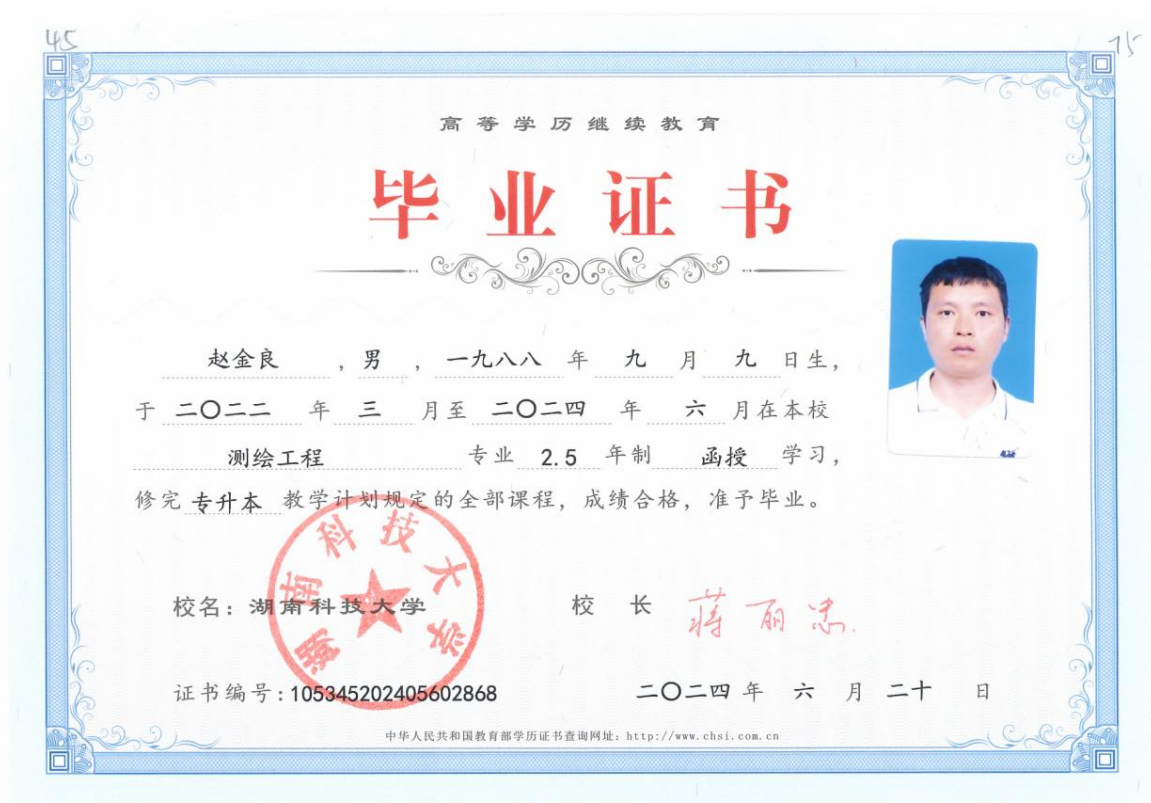 45
15
高等学历继续教育
毕业证书
赵金良，男，一九八八年九月九日生，
于二〇二二年三月至二〇二四年六月在本校
测绘工程专业2.5年制函授学习，
修完专升本教学计划规定的全部课程，成绩合格，准予毕业。
湖南科技大学
校名：湖南科技大学 校长 蒋丽忠
证书编号：105345202405602868 二〇二四年六月二十日
中华人民共和国教育部学历证书查询网址：http://www.chsi.com.cn